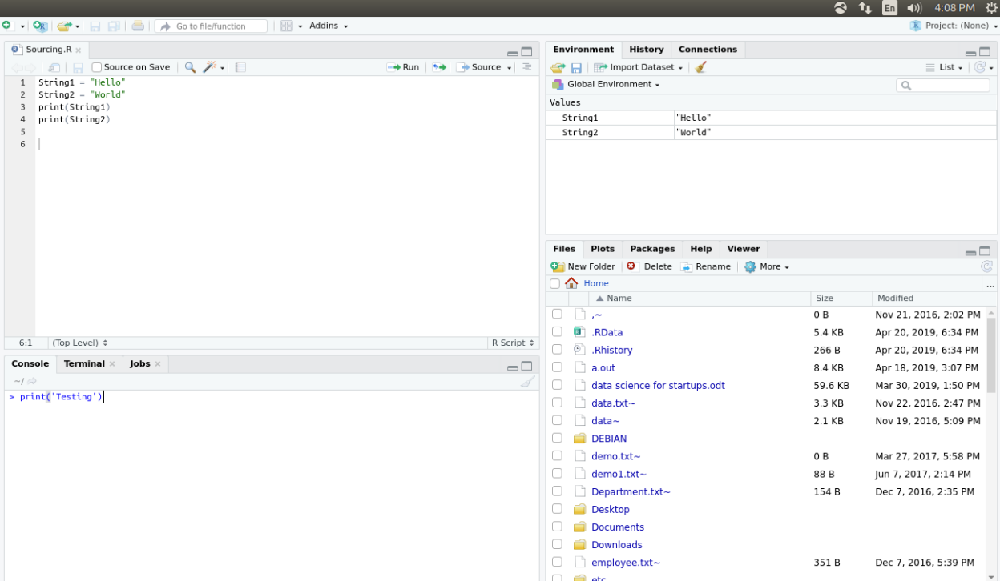 En 4:08 PM
Go to file/function Addins Project: (None)
Sourcing.R
Source on Save Run Source
1 String1 = "Hello"
2 String2 = "World"
3 print(String1)
4 print(String2)
5
6
6:1 (Top Level) R Script
Console Terminal Jobs
~/
> print('Testing')
Environment History Connections
Import Dataset List
Global Environment
Values
String1 "Hello"
String2 "World"
Files Plots Packages Help Viewer
New Folder Delete Rename More
Home ...
Name Size Modified
,~ 0 B Nov 21, 2016, 2:02 PM
.RData 5.4 KB Apr 20, 2019, 6:34 PM
.Rhistory 266 B Apr 20, 2019, 6:34 PM
a.out 8.4 KB Apr 18, 2019, 3:07 PM
data science for startups.odt 59.6 KB Mar 30, 2019, 1:50 PM
data.txt~ 3.3 KB Nov 22, 2016, 2:47 PM
data~ 2.1 KB Nov 19, 2016, 5:09 PM
DEBIAN
demo.txt~ 0 B Mar 27, 2017, 5:58 PM
demo1.txt~ 88 B Jun 7, 2017, 2:14 PM
Department.txt~ 154 B Dec 7, 2016, 2:35 PM
Desktop
Documents
Downloads
employee.txt~ 351 B Dec 7, 2016, 5:39 PM
etc